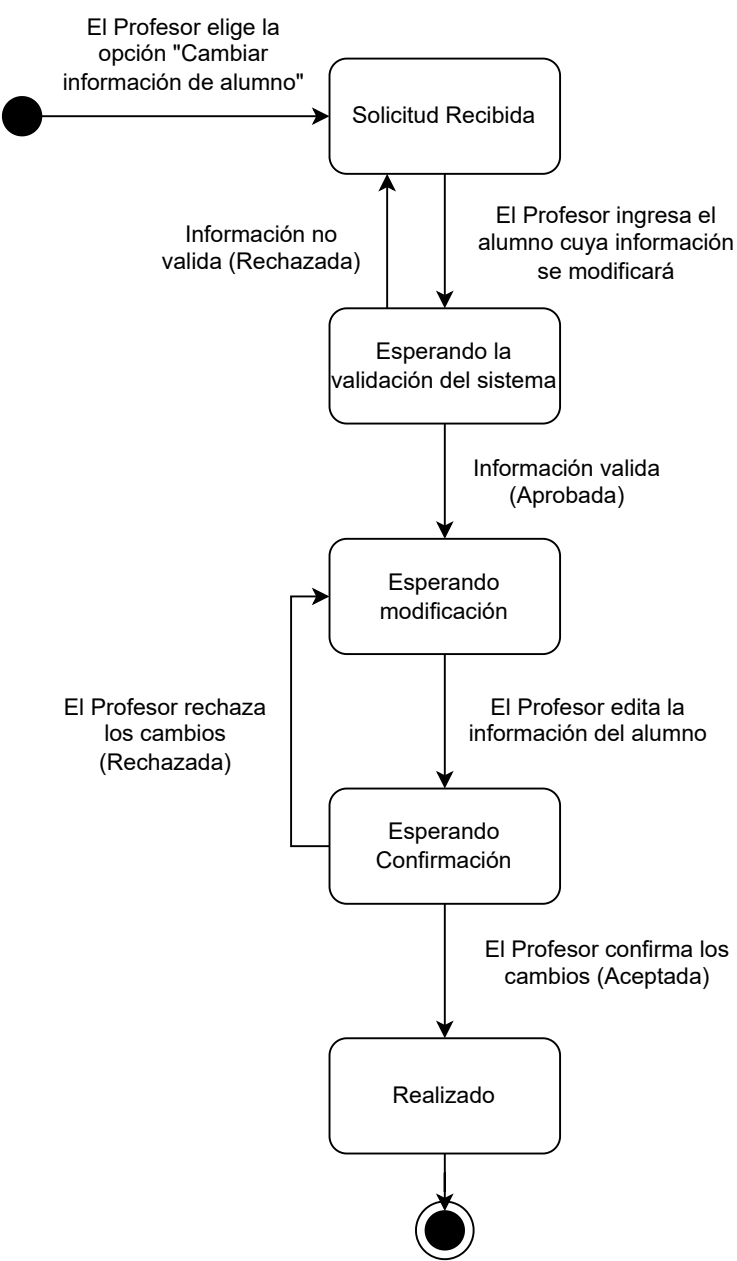 El Profesor elige la
opción "Cambiar
información de alumno"
Solicitud Recibida
Información no
valida (Rechazada)
El Profesor ingresa el
alumno cuya información
se modificará
Esperando la
validación del sistema
Información valida
(Aprobada)
Esperando
modificación
El Profesor rechaza
los cambios
(Rechazada)
El Profesor edita la
información del alumno
Esperando
Confirmación
El Profesor confirma los
cambios (Aceptada)
Realizado